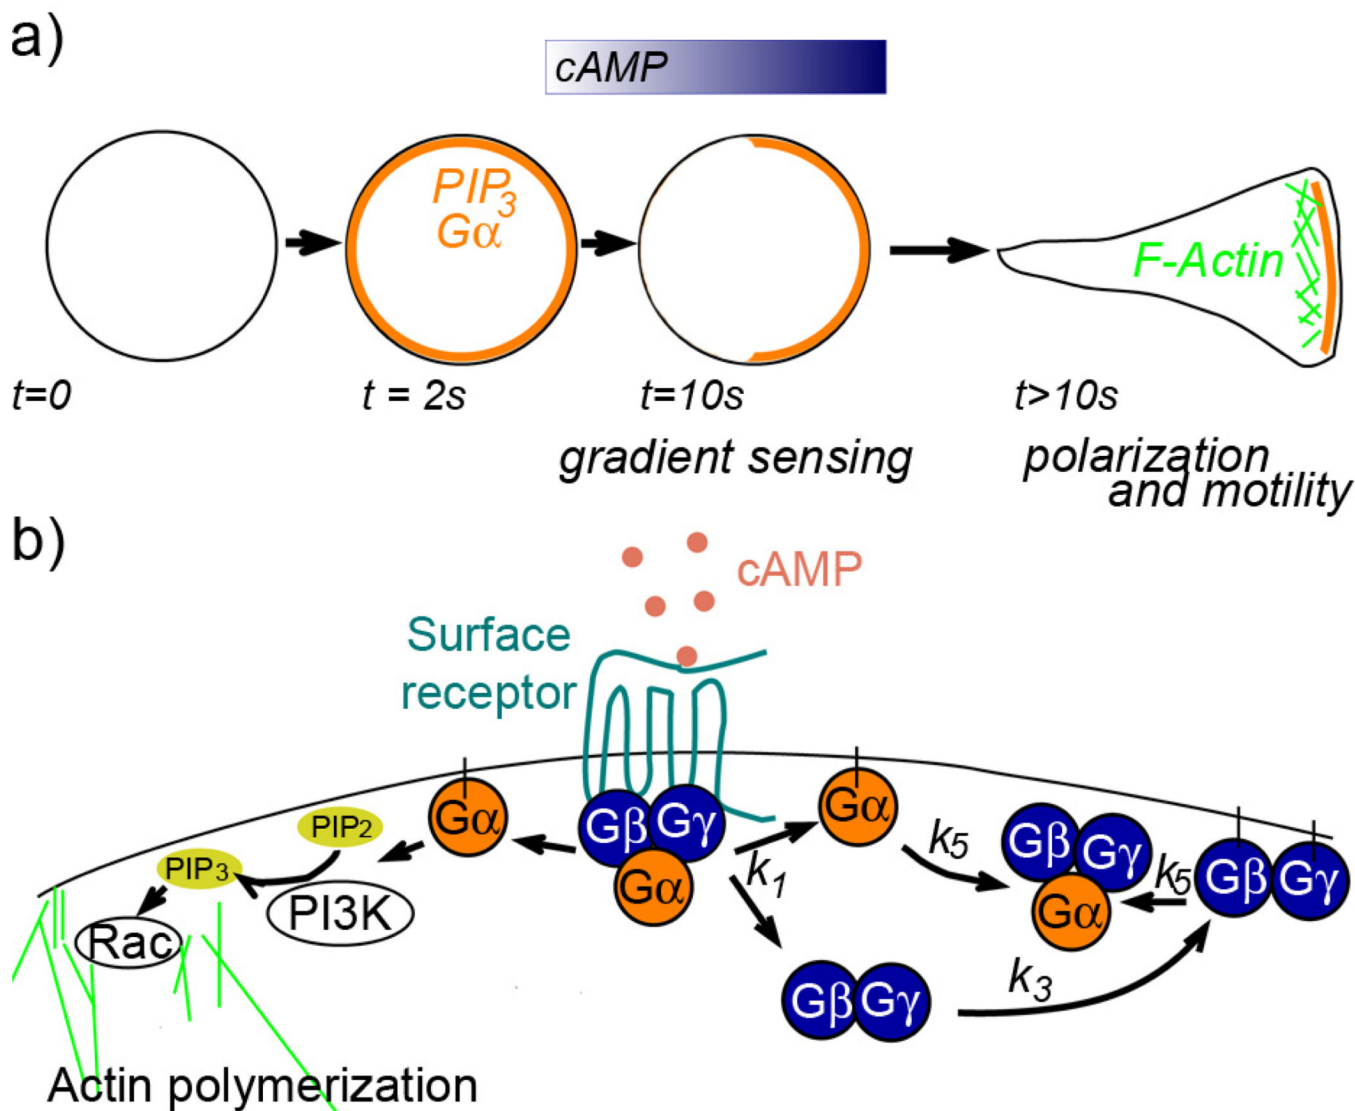 a)
cAMP
PIP3
Gα
F-Actin
t=0
t = 2s
t=10s
t>10s
gradient sensing
polarization
and motility
b)
cAMP
Surface
receptor
Gα
Gβ Gγ
Gα
k1
Gα
k5
Gβ Gγ
Gα
k5
Gβ Gγ
PIP2
PIP3
PI3K
Rac
Gβ Gγ
k3
Actin polymerization